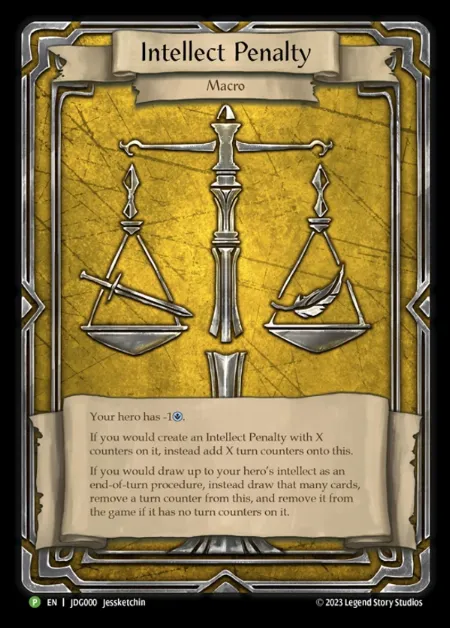 Intellect Penalty
Macro
Your hero has -1.
If you would create an Intellect Penalty with X
counters on it, instead add X turn counters onto this.
If you would draw up to your hero's intellect as an
end-of-turn procedure, instead draw that many cards,
remove a turn counter from this, and remove it from
the game if it has no turn counters on it.
P EN | JDG000 Jessketchin
© 2023 Legend Story Studios